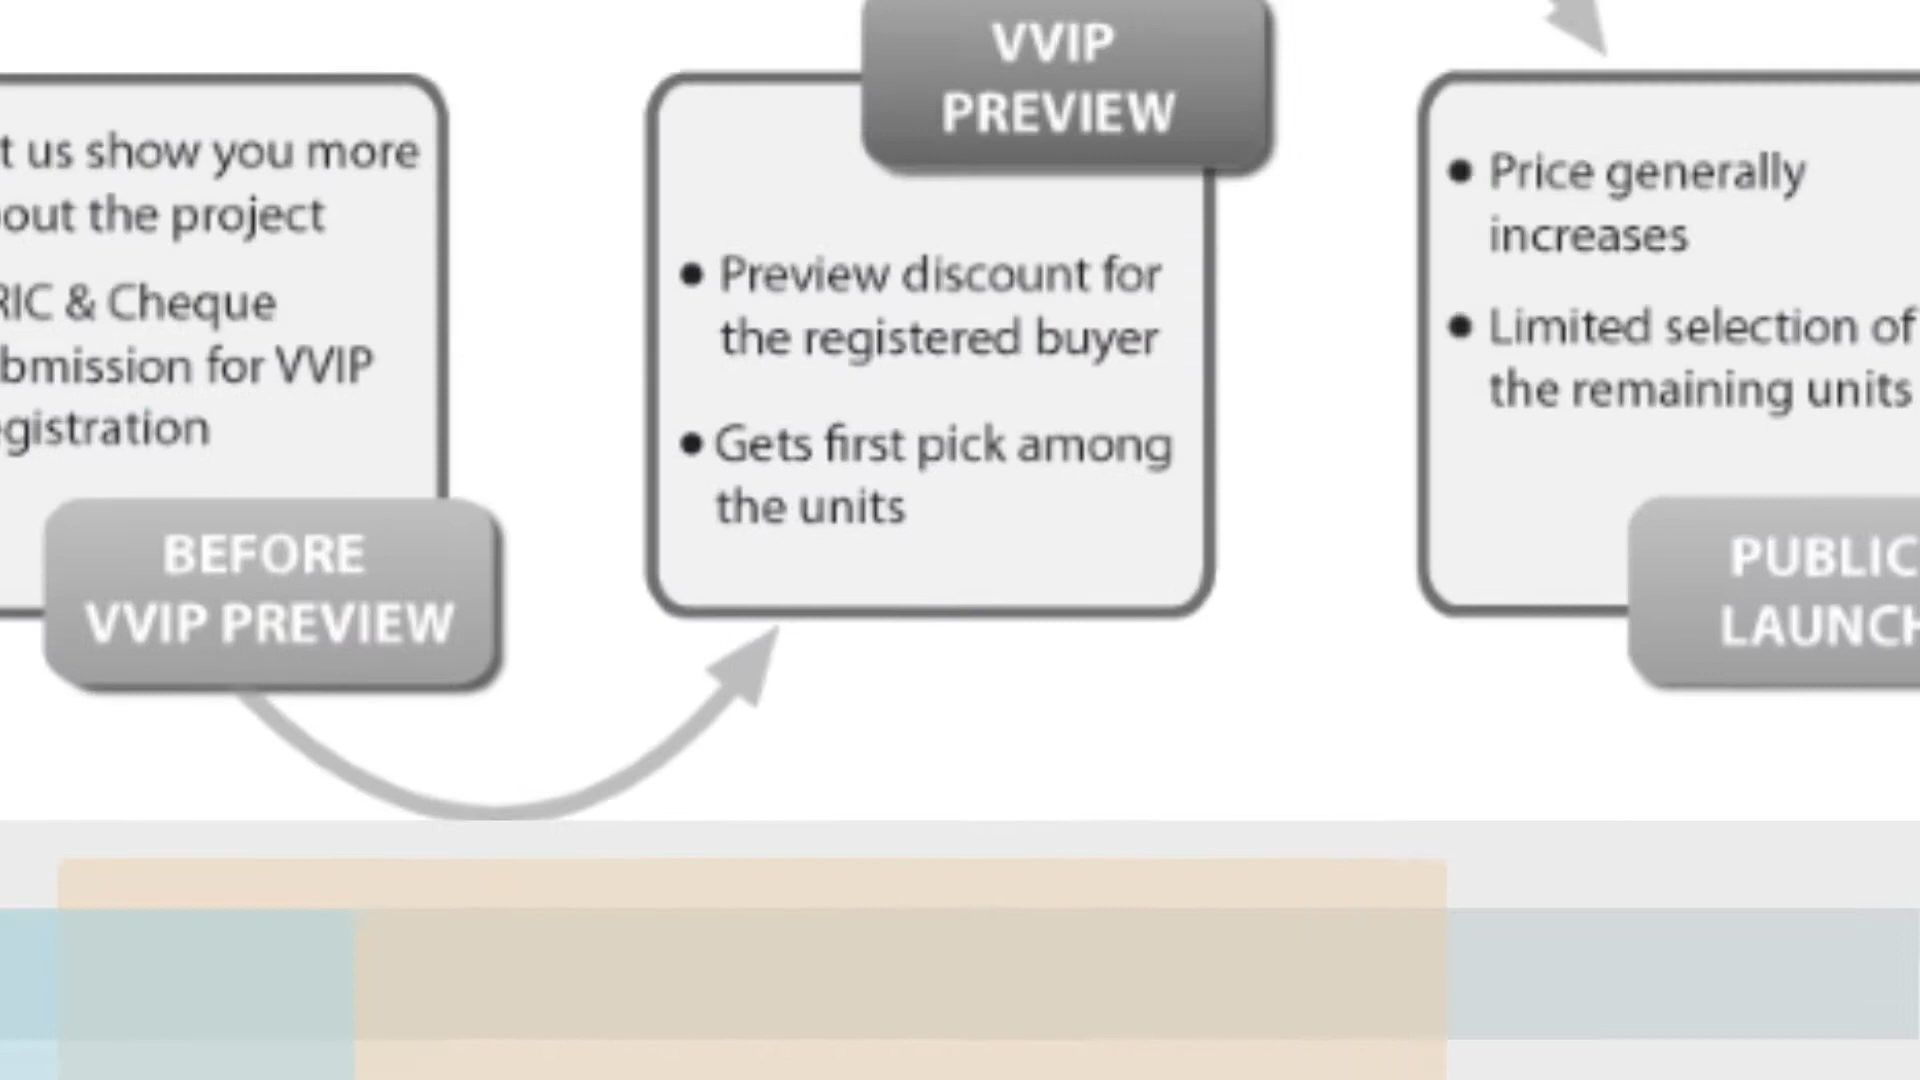 t us show you more
out the project
RIC & Cheque
bmission for VVIP
gistration
BEFORE
VVIP PREVIEW
VVIP
PREVIEW
● Preview discount for
the registered buyer
● Gets first pick among
the units
● Price generally
increases
● Limited selection of
the remaining units
PUBLIC
LAUNCH